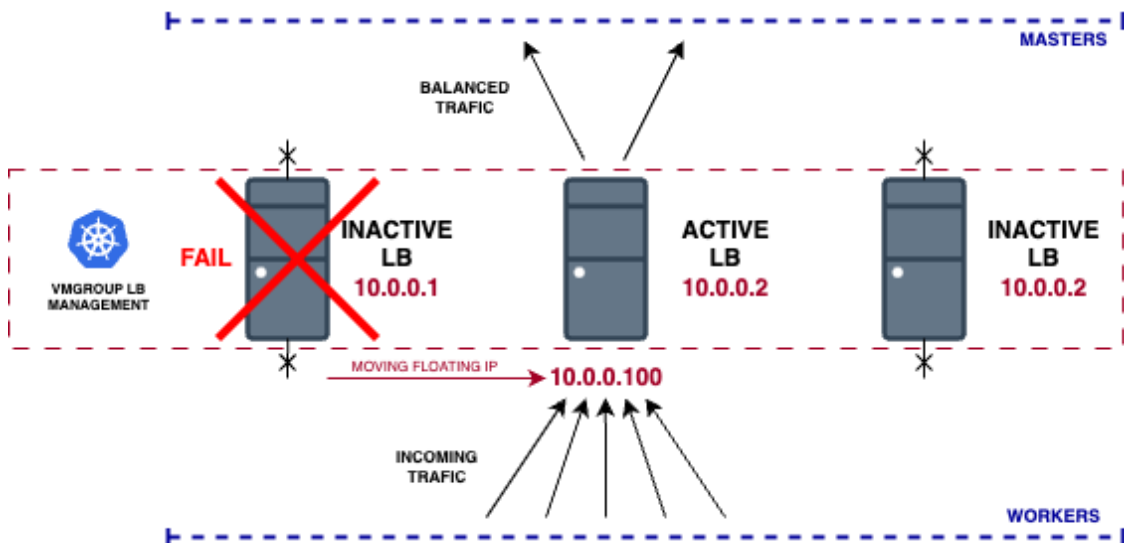 MASTERS
BALANCED
TRAFIC
VMGROUP LB
MANAGEMENT
FAIL
INACTIVE
LB
10.0.0.1
ACTIVE
LB
10.0.0.2
INACTIVE
LB
10.0.0.2
MOVING FLOATING IP
10.0.0.100
INCOMING
TRAFIC
WORKERS